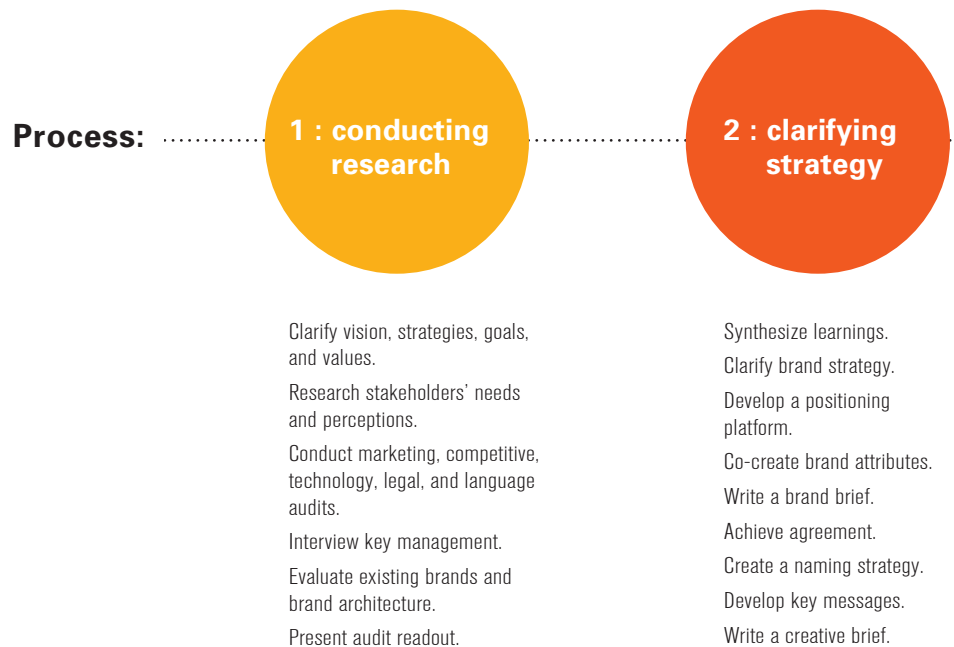 Process:
1 : conducting
research
2 : clarifying
strategy
Clarify vision, strategies, goals,
and values.
Research stakeholders’ needs
and perceptions.
Conduct marketing, competitive,
technology, legal, and language
audits.
Interview key management.
Evaluate existing brands and
brand architecture.
Present audit readout.
Synthesize learnings.
Clarify brand strategy.
Develop a positioning
platform.
Co-create brand attributes.
Write a brand brief.
Achieve agreement.
Create a naming strategy.
Develop key messages.
Write a creative brief.